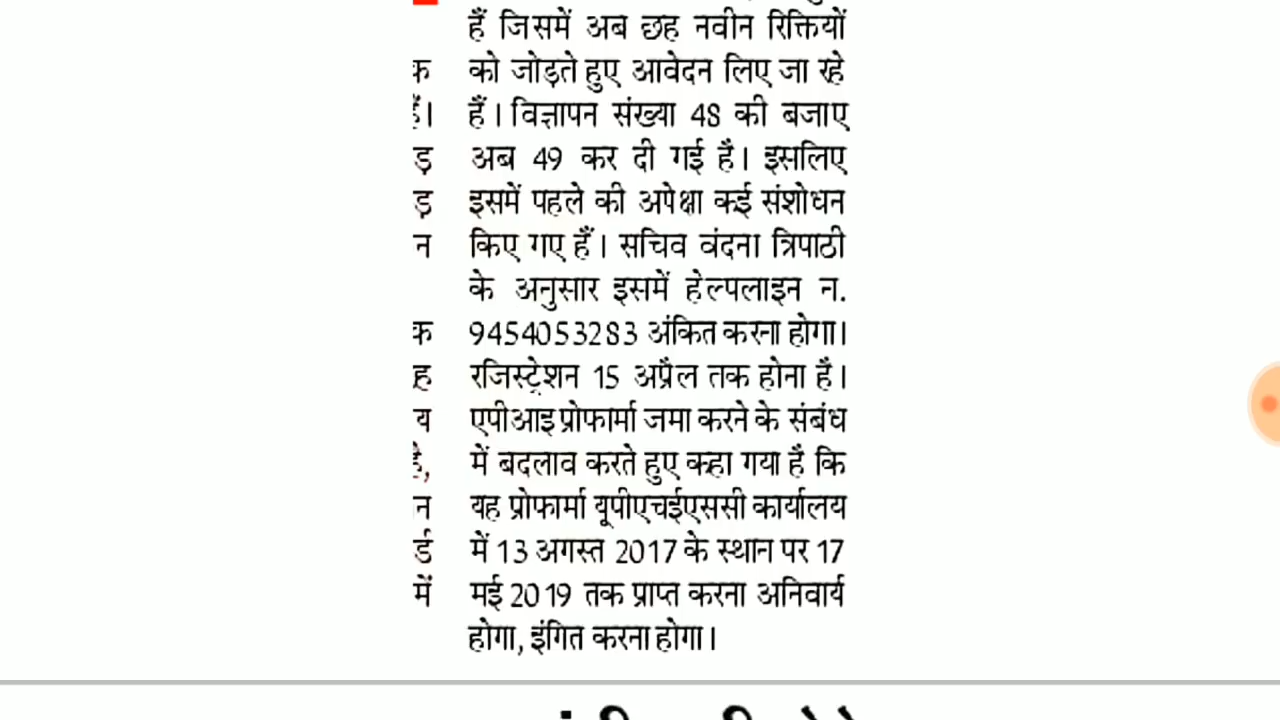 हैं जिसमें अब छह नवीन रिक्तियों
को जोड़ते हुए आवेदन लिए जा रहे
हैं। विज्ञापन संख्या 48 की बजाए
अब 49 कर दी गई है। इसलिए
इसमें पहले की अपेक्षा कई संशोधन
किए गए हैं। सचिव वंदना त्रिपाठी
के अनुसार इसमें हेल्पलाइन न.
9454053283 अंकित करना होगा।
रजिस्ट्रेशन 15 अप्रैल तक होना है।
एपीआइ प्रोफार्मा जमा करने के संबंध
में बदलाव करते हुए कहा गया है कि
यह प्रोफार्मा यूपीएचईएससी कार्यालय
में 13 अगस्त 2017 के स्थान पर 17
मई 2019 तक प्राप्त करना अनिवार्य
होगा, इंगित करना होगा।